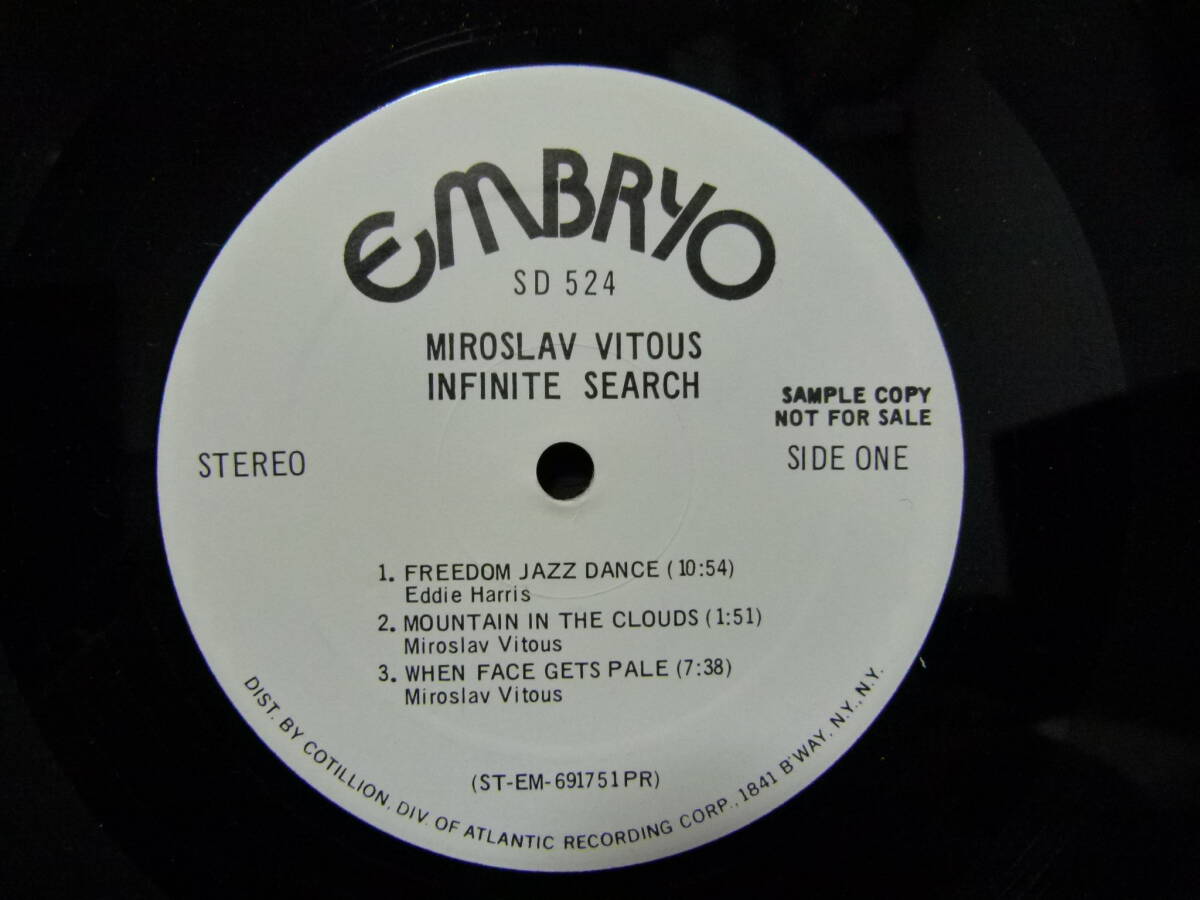 EMBRYO
SD 524
MIROSLAV VITOUS
INFINITE SEARCH
SAMPLE COPY
NOT FOR SALE
STEREO
SIDE ONE
1. FREEDOM JAZZ DANCE (10:54)
Eddie Harris
2. MOUNTAIN IN THE CLOUDS (1:51)
Miroslav Vitous
3. WHEN FACE GETS PALE (7:38)
Miroslav Vitous
(ST-EM-691751PR)
DIST. BY COTILLION, DIV. OF ATLANTIC RECORDING CORP., 1841 B'WAY, N.Y., N.Y.